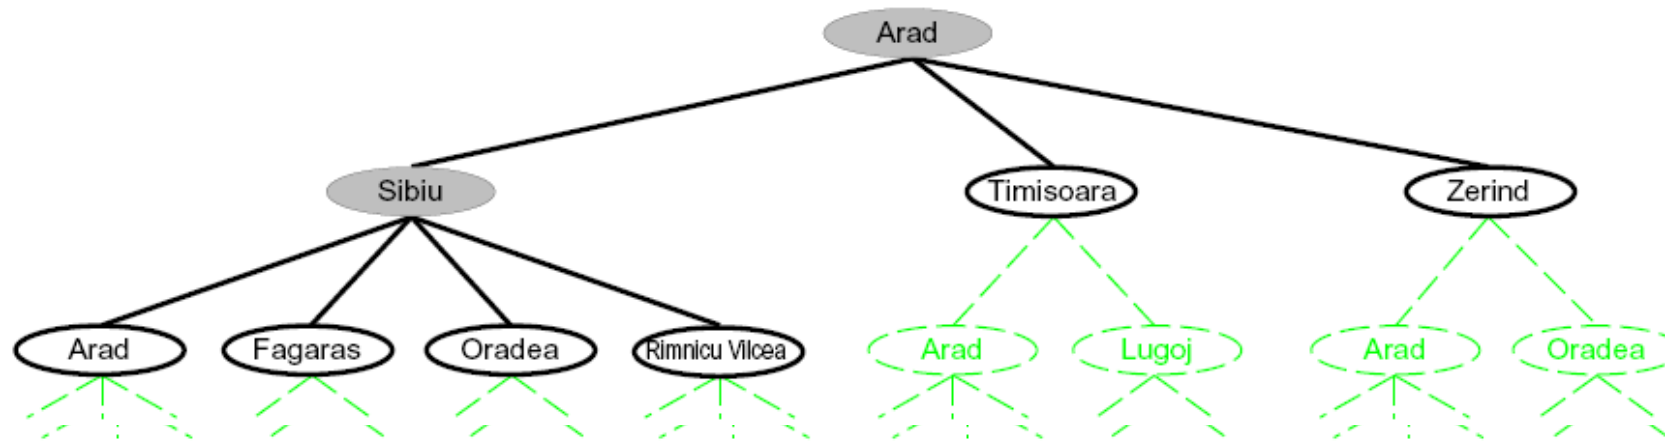 Arad
Sibiu
Timisoara
Zerind
Arad
Fagaras
Oradea
Rimnicu Vilcea
Arad
Lugoj
Arad
Oradea